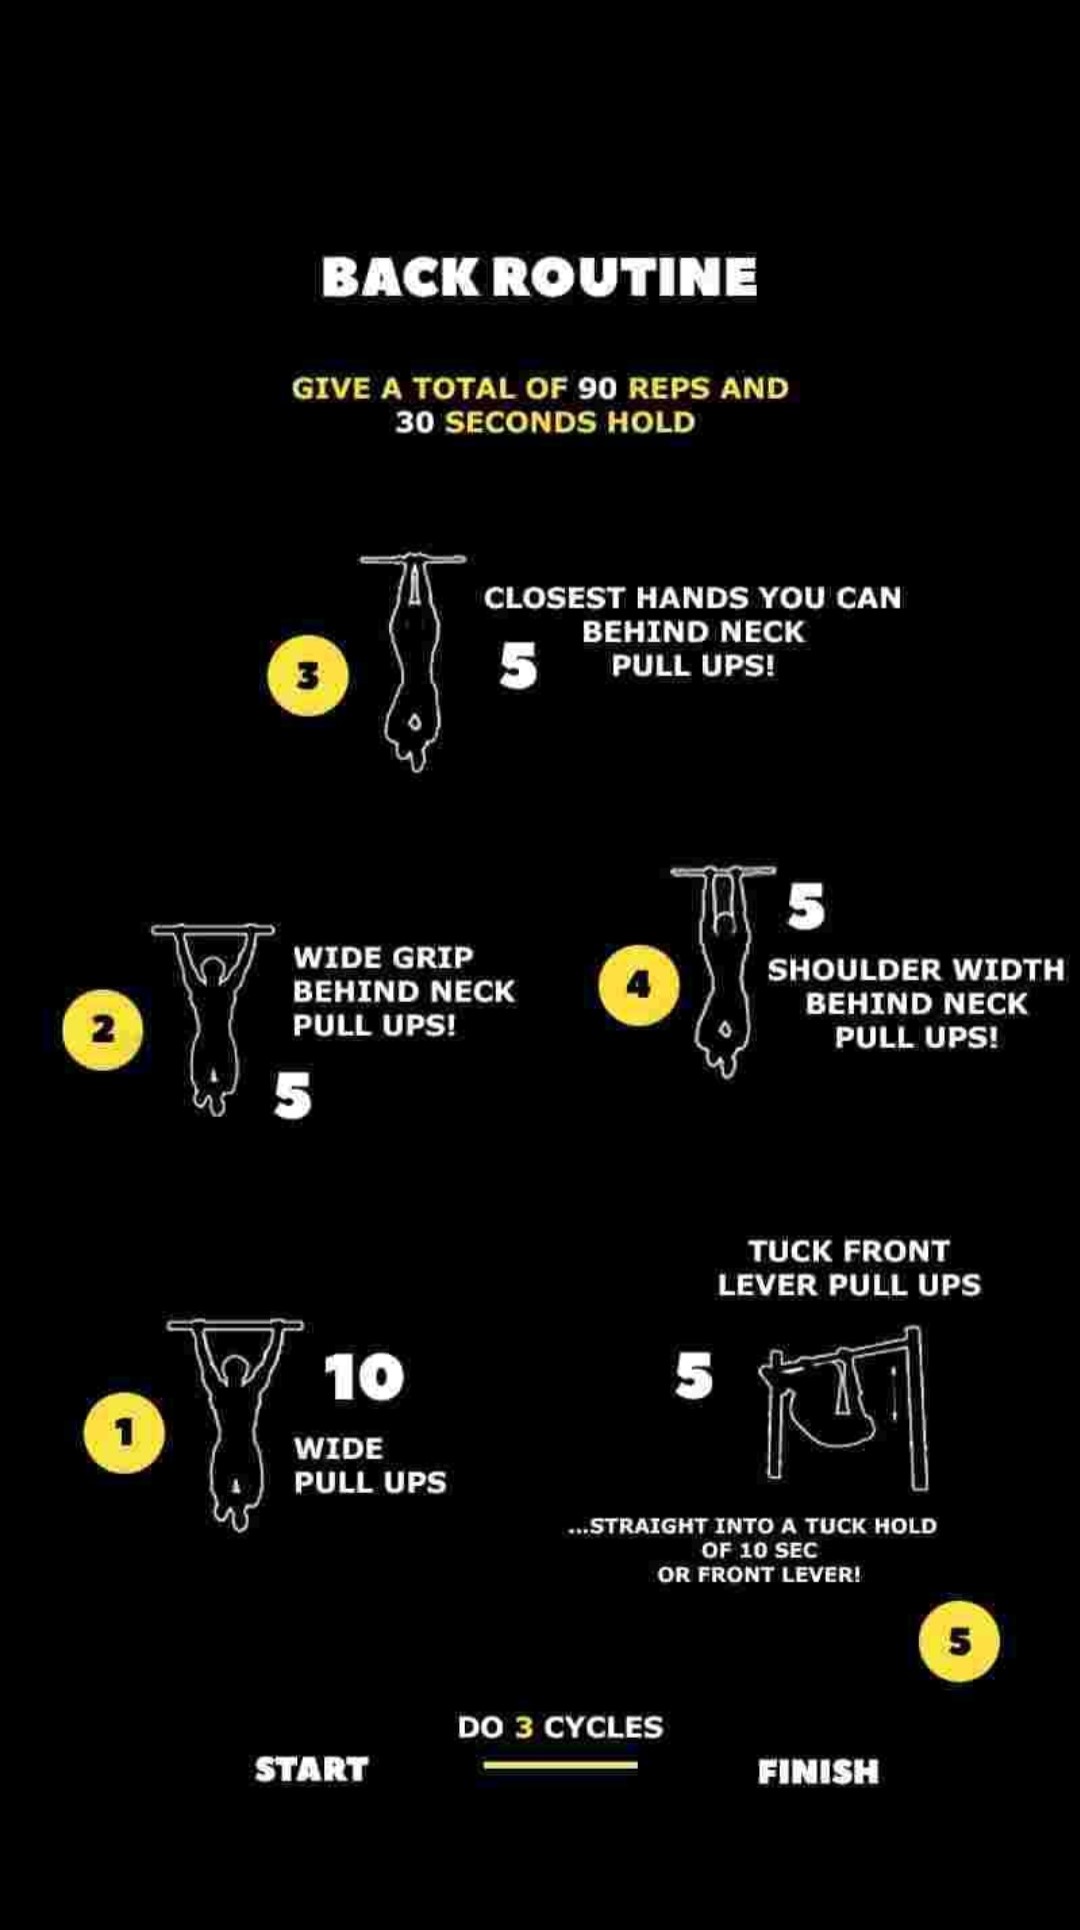 BACK ROUTINE
GIVE A TOTAL OF 90 REPS AND
30 SECONDS HOLD
3
CLOSEST HANDS YOU CAN
BEHIND NECK
5 PULL UPS!
2
WIDE GRIP
BEHIND NECK
PULL UPS!
5
4
5
SHOULDER WIDTH
BEHIND NECK
PULL UPS!
1
10
WIDE
PULL UPS
TUCK FRONT
LEVER PULL UPS
5
...STRAIGHT INTO A TUCK HOLD
OF 10 SEC
OR FRONT LEVER!
5
DO 3 CYCLES
START
FINISH